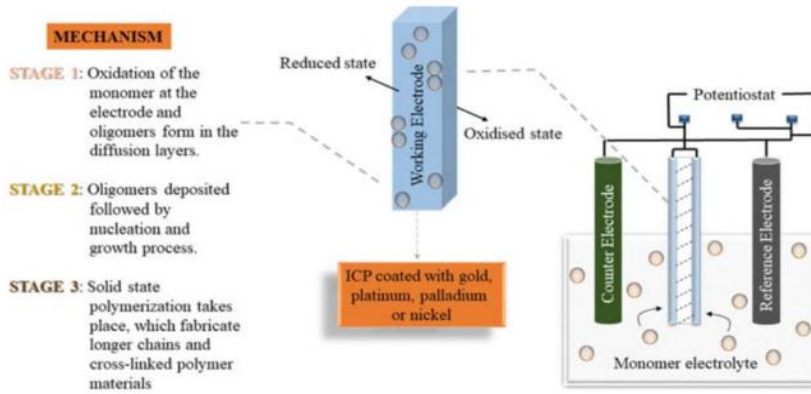 MECHANISM
STAGE 1: Oxidation of the
monomer at the
electrode and
oligomers form in the
diffusion layers.
STAGE 2: Oligomers deposited
followed by
nucleation and
growth process.
STAGE 3: Solid state
polymerization takes
place, which fabricate
longer chains and
cross-linked polymer
materials
Reduced state
Working Electrode
Oxidised state
ICP coated with gold,
platinum, palladium
or nickel
Potentiostat
Counter Electrode
Reference Electrode
Monomer electrolyte